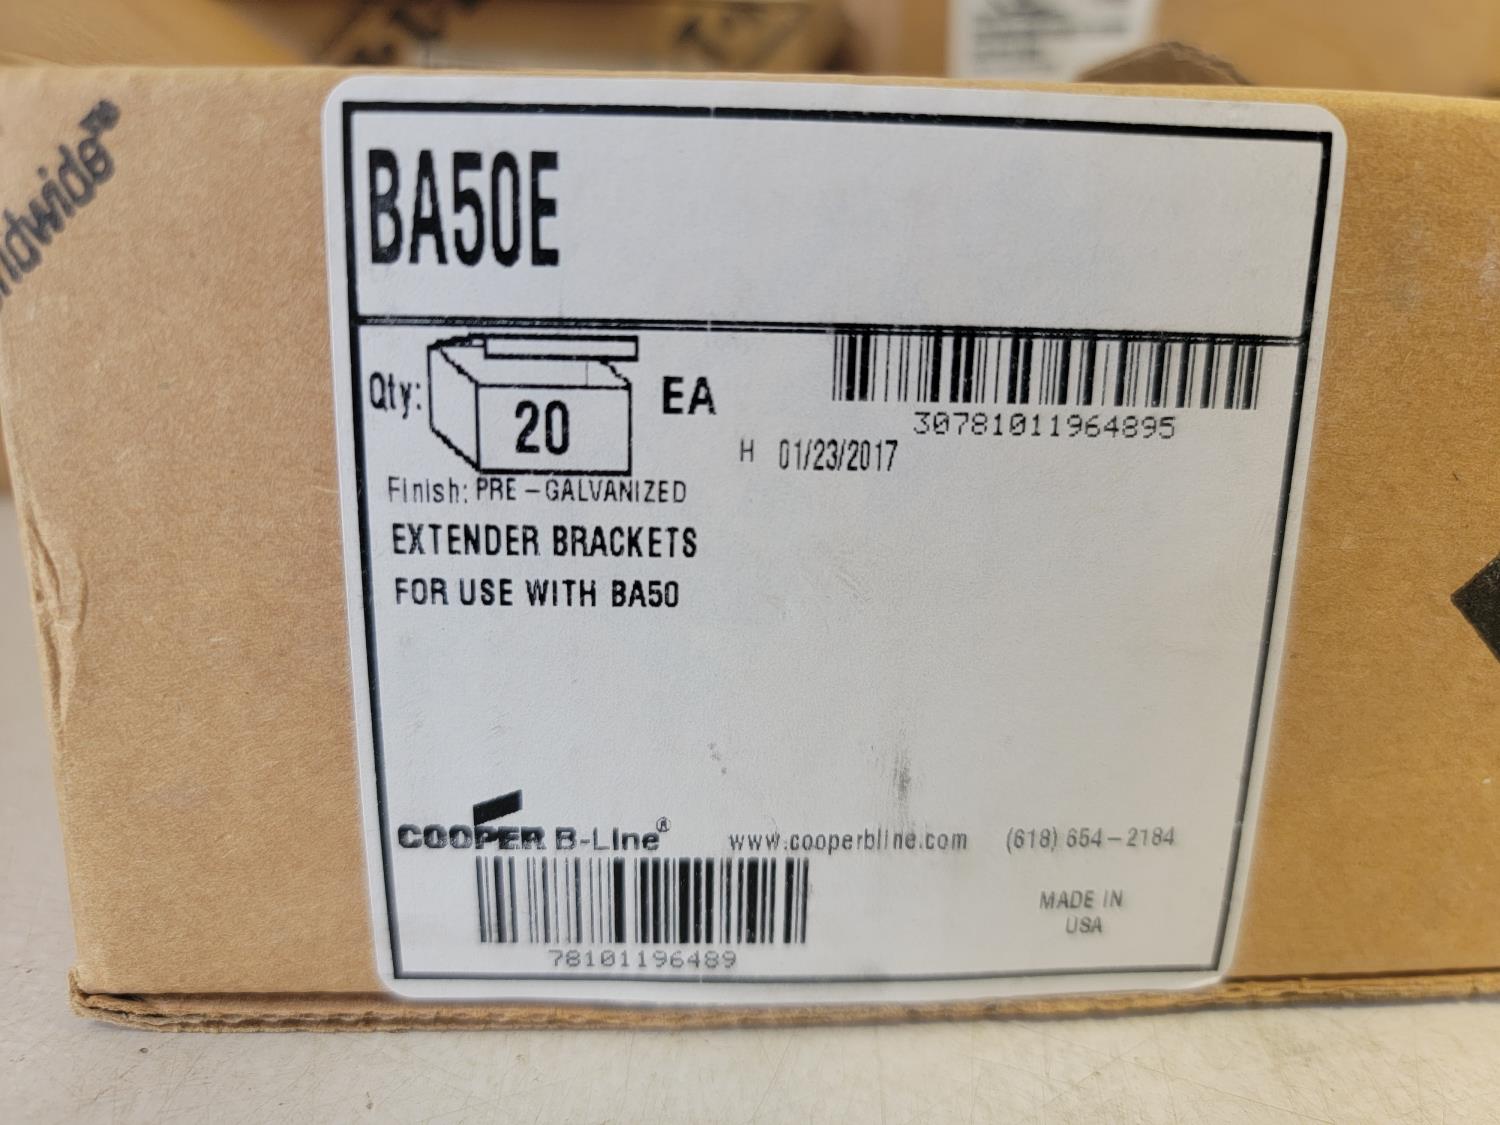 BA50E
Qty: 20 EA
30781011964895
H 01/23/2017
Finish: PRE-GALVANIZED
EXTENDER BRACKETS
FOR USE WITH BA50
COOPER B-Line® www.cooperbline.com (618) 654-2184
78101196489
MADE IN
USA